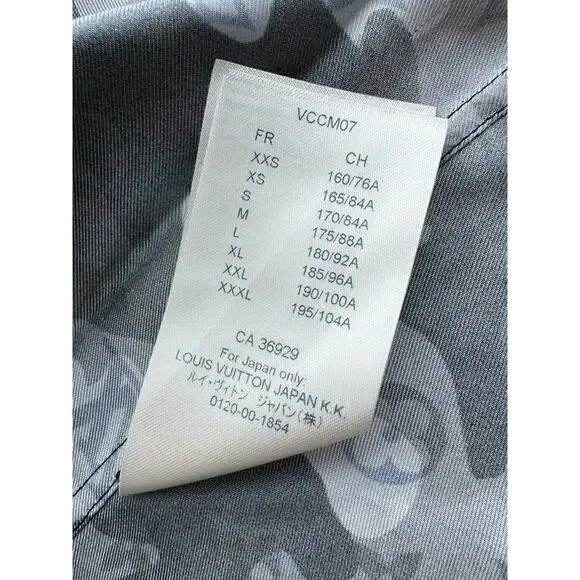 VCCM07
FR CH
XXS 160/76A
XS 165/84A
S 170/84A
M 175/88A
L 180/92A
XL 185/96A
XXL 190/100A
XXXL 195/104A
CA 36929
For Japan only:
LOUIS VUITTON JAPAN K.K.
ルイ・ヴィトン ジャパン(株)
0120-00-1854